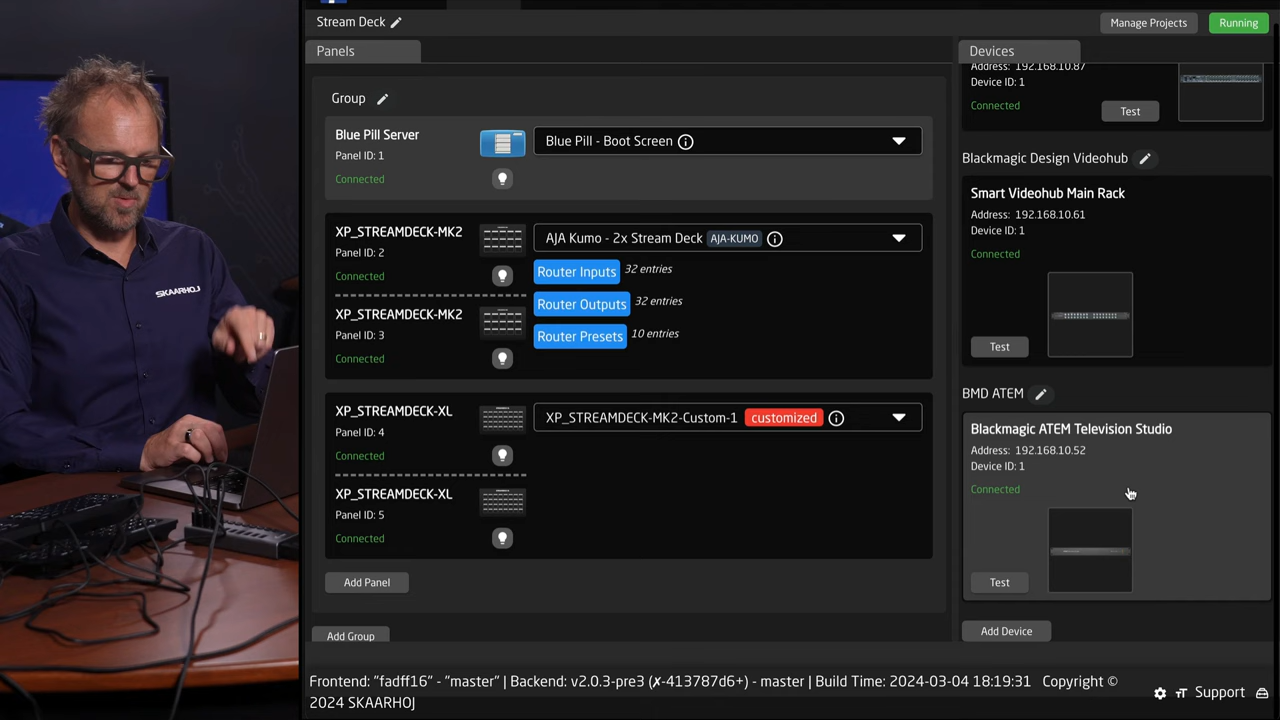 Stream Deck
Manage Projects
Running
Panels
Group
Blue Pill Server
Panel ID: 1
Connected
Blue Pill - Boot Screen
XP_STREAMDECK-MK2
Panel ID: 2
Connected
AJA Kumo - 2x Stream Deck AJA-KUMO
Router Inputs 32 entries
Router Outputs 32 entries
Router Presets 10 entries
XP_STREAMDECK-MK2
Panel ID: 3
Connected
XP_STREAMDECK-XL
Panel ID: 4
Connected
XP_STREAMDECK-MK2-Custom-1 customized
XP_STREAMDECK-XL
Panel ID: 5
Connected
Add Panel
Add Group
Devices
Address: 192.168.10.87
Device ID: 1
Connected
Test
Blackmagic Design Videohub
Smart Videohub Main Rack
Address: 192.168.10.61
Device ID: 1
Connected
Test
BMD ATEM
Blackmagic ATEM Television Studio
Address: 192.168.10.52
Device ID: 1
Connected
Test
Add Device
Frontend: "fadff16" - "master" | Backend: v2.0.3-pre3 (✗-413787d6+) - master | Build Time: 2024-03-04 18:19:31 Copyright ©
2024 SKAARHOJ
Support
SKAARHOJ